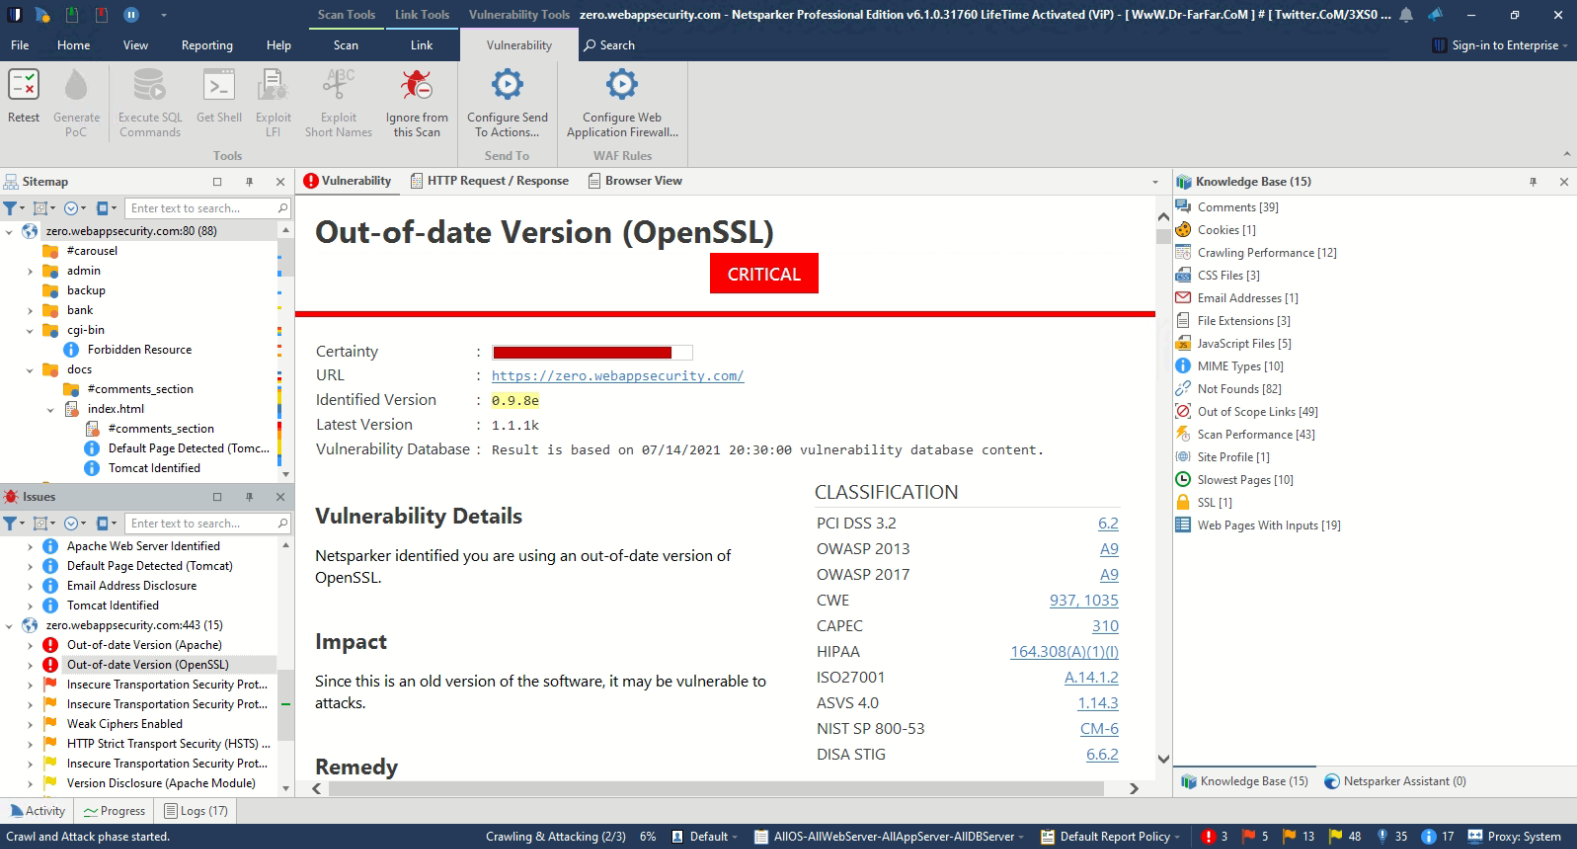 Scan Tools Link Tools Vulnerability Tools zero.webappsecurity.com - Netsparker Professional Edition v6.1.0.31760 LifeTime Activated (ViP) - [ WwW.Dr-FarFar.CoM ] # [ Twitter.CoM/3XS0 ...
File Home View Reporting Help Scan Link Vulnerability Search Sign-in to Enterprise
Retest
Generate PoC
Execute SQL Commands
Get Shell
Exploit LFI
ABC
Exploit Short Names
Ignore from this Scan
Configure Send To Actions...
Configure Web Application Firewall...
Tools Send To WAF Rules
Sitemap
Enter text to search...
zero.webappsecurity.com:80 (88)
#carousel
admin
backup
bank
cgi-bin
Forbidden Resource
docs
#comments_section
index.html
#comments_section
Default Page Detected (Tomc...
Tomcat Identified
Issues
Enter text to search...
Apache Web Server Identified
Default Page Detected (Tomcat)
Email Address Disclosure
Tomcat Identified
zero.webappsecurity.com:443 (15)
Out-of-date Version (Apache)
Out-of-date Version (OpenSSL)
Insecure Transportation Security Prot...
Insecure Transportation Security Prot...
Weak Ciphers Enabled
HTTP Strict Transport Security (HSTS) ...
Insecure Transportation Security Prot...
Version Disclosure (Apache Module)
Vulnerability HTTP Request / Response Browser View
Out-of-date Version (OpenSSL)
CRITICAL
Certainty :
URL : https://zero.webappsecurity.com/
Identified Version : 0.9.8e
Latest Version : 1.1.1k
Vulnerability Database : Result is based on 07/14/2021 20:30:00 vulnerability database content.
Vulnerability Details
Netsparker identified you are using an out-of-date version of
OpenSSL.
Impact
Since this is an old version of the software, it may be vulnerable to
attacks.
Remedy
CLASSIFICATION
PCI DSS 3.2 6.2
OWASP 2013 A9
OWASP 2017 A9
CWE 937, 1035
CAPEC 310
HIPAA 164.308(A)(1)(I)
ISO27001 A.14.1.2
ASVS 4.0 1.14.3
NIST SP 800-53 CM-6
DISA STIG 6.6.2
Knowledge Base (15)
Comments [39]
Cookies [1]
Crawling Performance [12]
CSS Files [3]
Email Addresses [1]
File Extensions [3]
JavaScript Files [5]
MIME Types [10]
Not Founds [82]
Out of Scope Links [49]
Scan Performance [43]
Site Profile [1]
Slowest Pages [10]
SSL [1]
Web Pages With Inputs [19]
Knowledge Base (15) Netsparker Assistant (0)
Activity Progress Logs (17)
Crawl and Attack phase started. Crawling & Attacking (2/3) 6% Default AllOS-AllWebServer-AllAppServer-AllDBServer Default Report Policy 3 5 13 48 35 17 Proxy: System